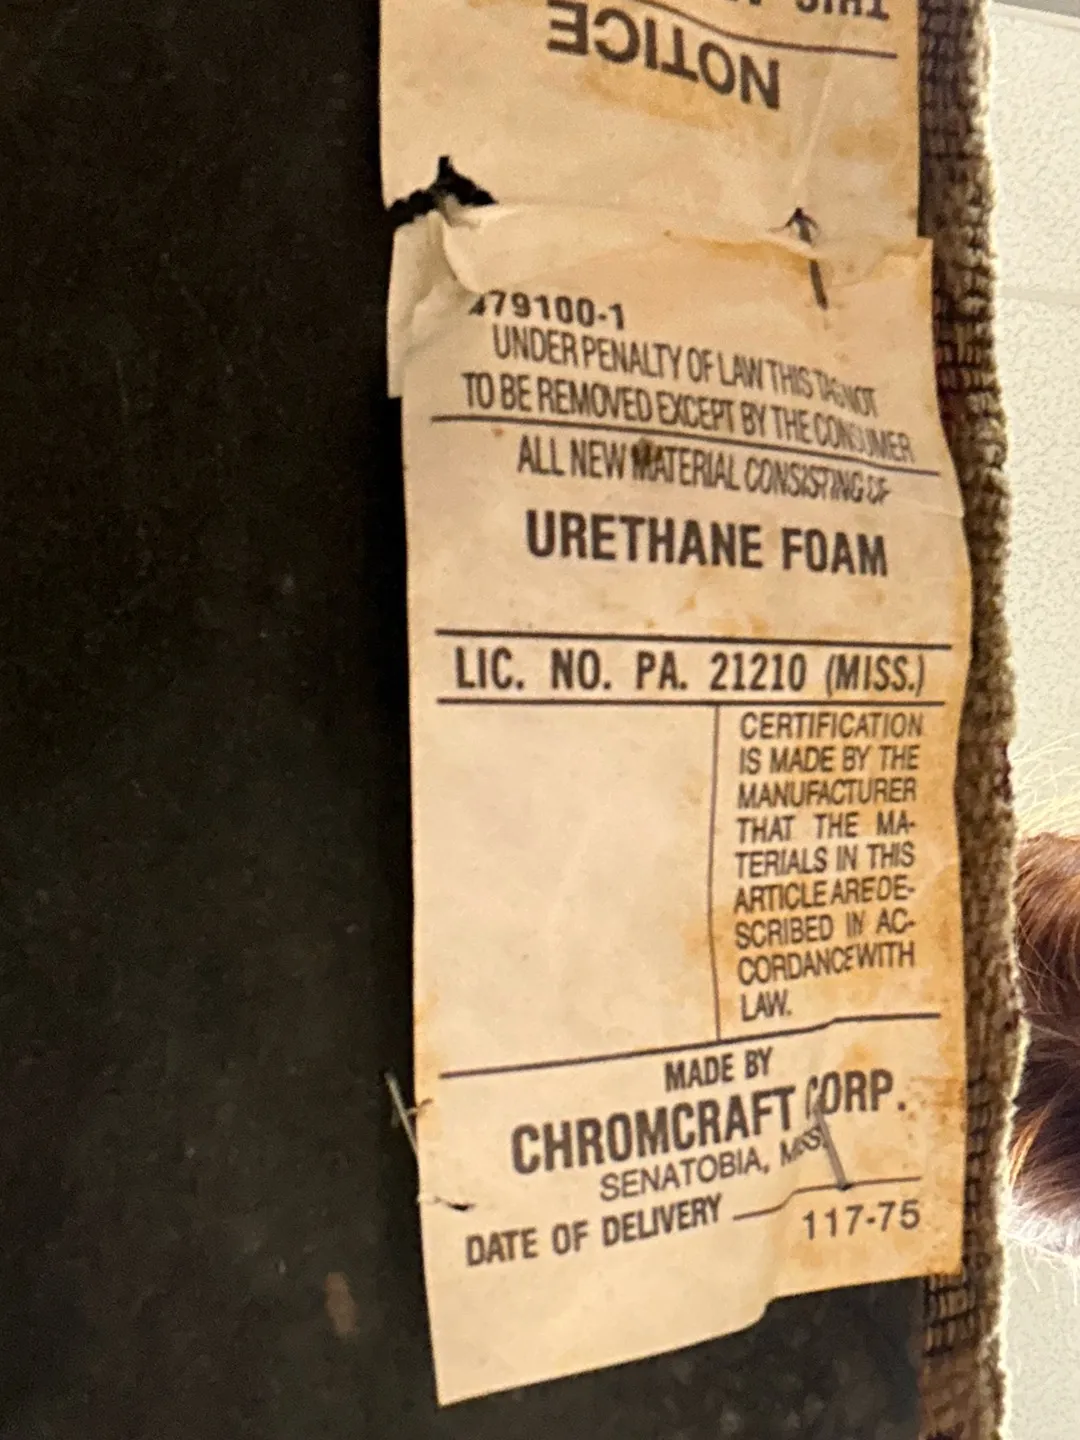 THIS
NOTICE
79100-1
UNDER PENALTY OF LAW THIS TAG NOT
TO BE REMOVED EXCEPT BY THE CONSUMER
ALL NEW MATERIAL CONSISTING OF
URETHANE FOAM
LIC. NO. PA. 21210 (MISS.)
CERTIFICATION
IS MADE BY THE
MANUFACTURER
THAT THE MA-
TERIALS IN THIS
ARTICLE ARE DE-
SCRIBED IN AC-
CORDANCE WITH
LAW.
MADE BY
CHROMCRAFT CORP.
SENATOBIA, MISS.
DATE OF DELIVERY
117-75